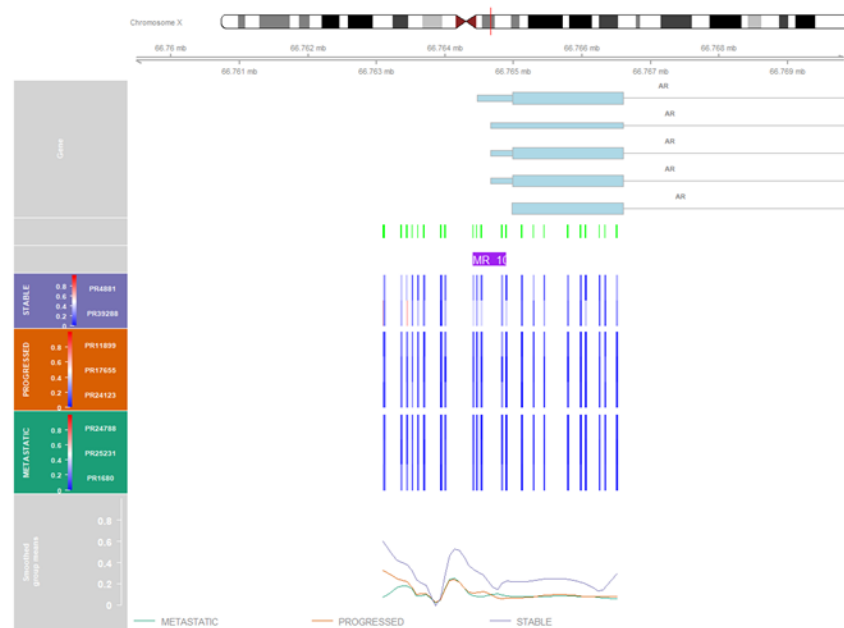 Chromosome X
66.76 mb
66.762 mb
66.764 mb
66.766 mb
66.768 mb
66.761 mb
66.763 mb
66.765 mb
66.767 mb
66.769 mb
Gene
AR
AR
AR
AR
AR
MR_10
STABLE
0.8
0.6
0.4
0.2
0
PR4881
PR39288
PROGRESSED
0.8
0.6
0.4
0.2
0
PR11899
PR17655
PR24123
METASTATIC
0.8
0.6
0.4
0.2
0
PR24788
PR25231
PR1680
Smoothed
group means
0.8
0.6
0.4
0.2
0
METASTATIC
PROGRESSED
STABLE